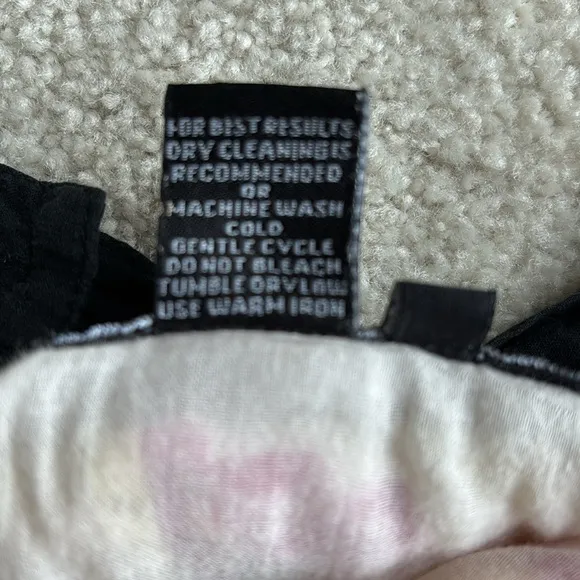 FOR BEST RESULTS
DRY CLEANING IS
RECOMMENDED
OR
MACHINE WASH
COLD
GENTLE CYCLE
DO NOT BLEACH
TUMBLE DRY LOW
USE WARM IRON